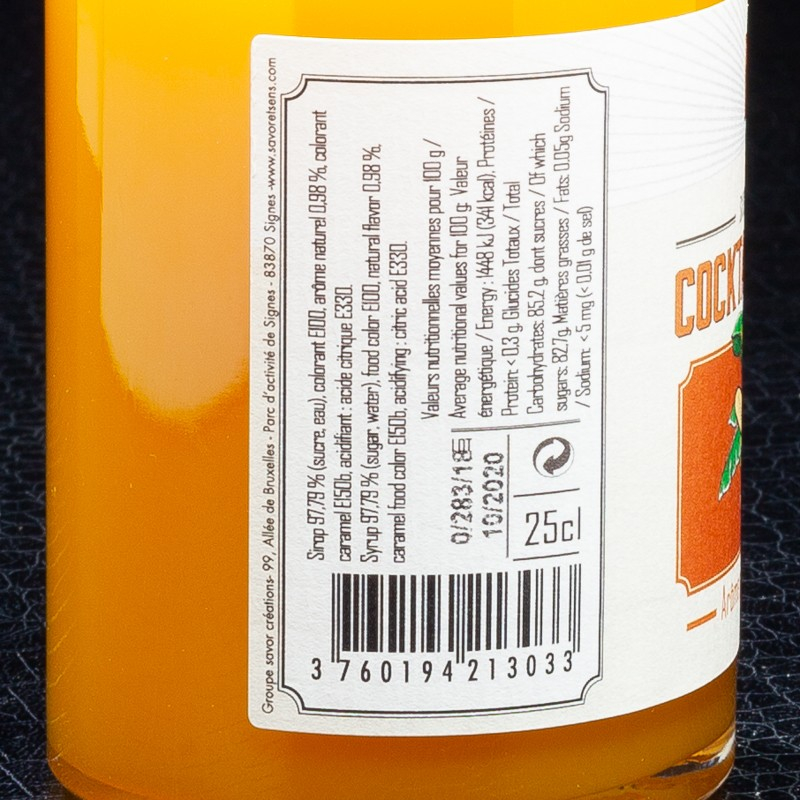 Groupe savor créations- 99, Allée de Bruxelles - Parc d'activité de Signes - 83870 Signes -www.savoretsens.com
Sirop 97,79 % (sucre, eau), colorant E100, arôme naturel 0.98 %, colorant
caramel E150b, acidifiant : acide citrique E330.
Syrup 97,79 % (sugar, water), food color E100, natural flavor 0.98 %,
caramel food color E150b, acidifying : citric acid E330.
Valeurs nutritionnelles moyennes pour 100 g /
Average nutritional values for 100 g: Valeur
énergétique / Energy : 1448 kJ (341 kcal), Protéines /
Protein: < 0.3 g, Glucides Totaux / Total
Carbohydrates: 85.2 g, dont sucres / Of which
sugars: 82.7g, Matières grasses / Fats: 0.05g Sodium
/ Sodium: < 5 mg (< 0.01 g de sel)
10/2020
25cl
3 760194 213033
COCKT